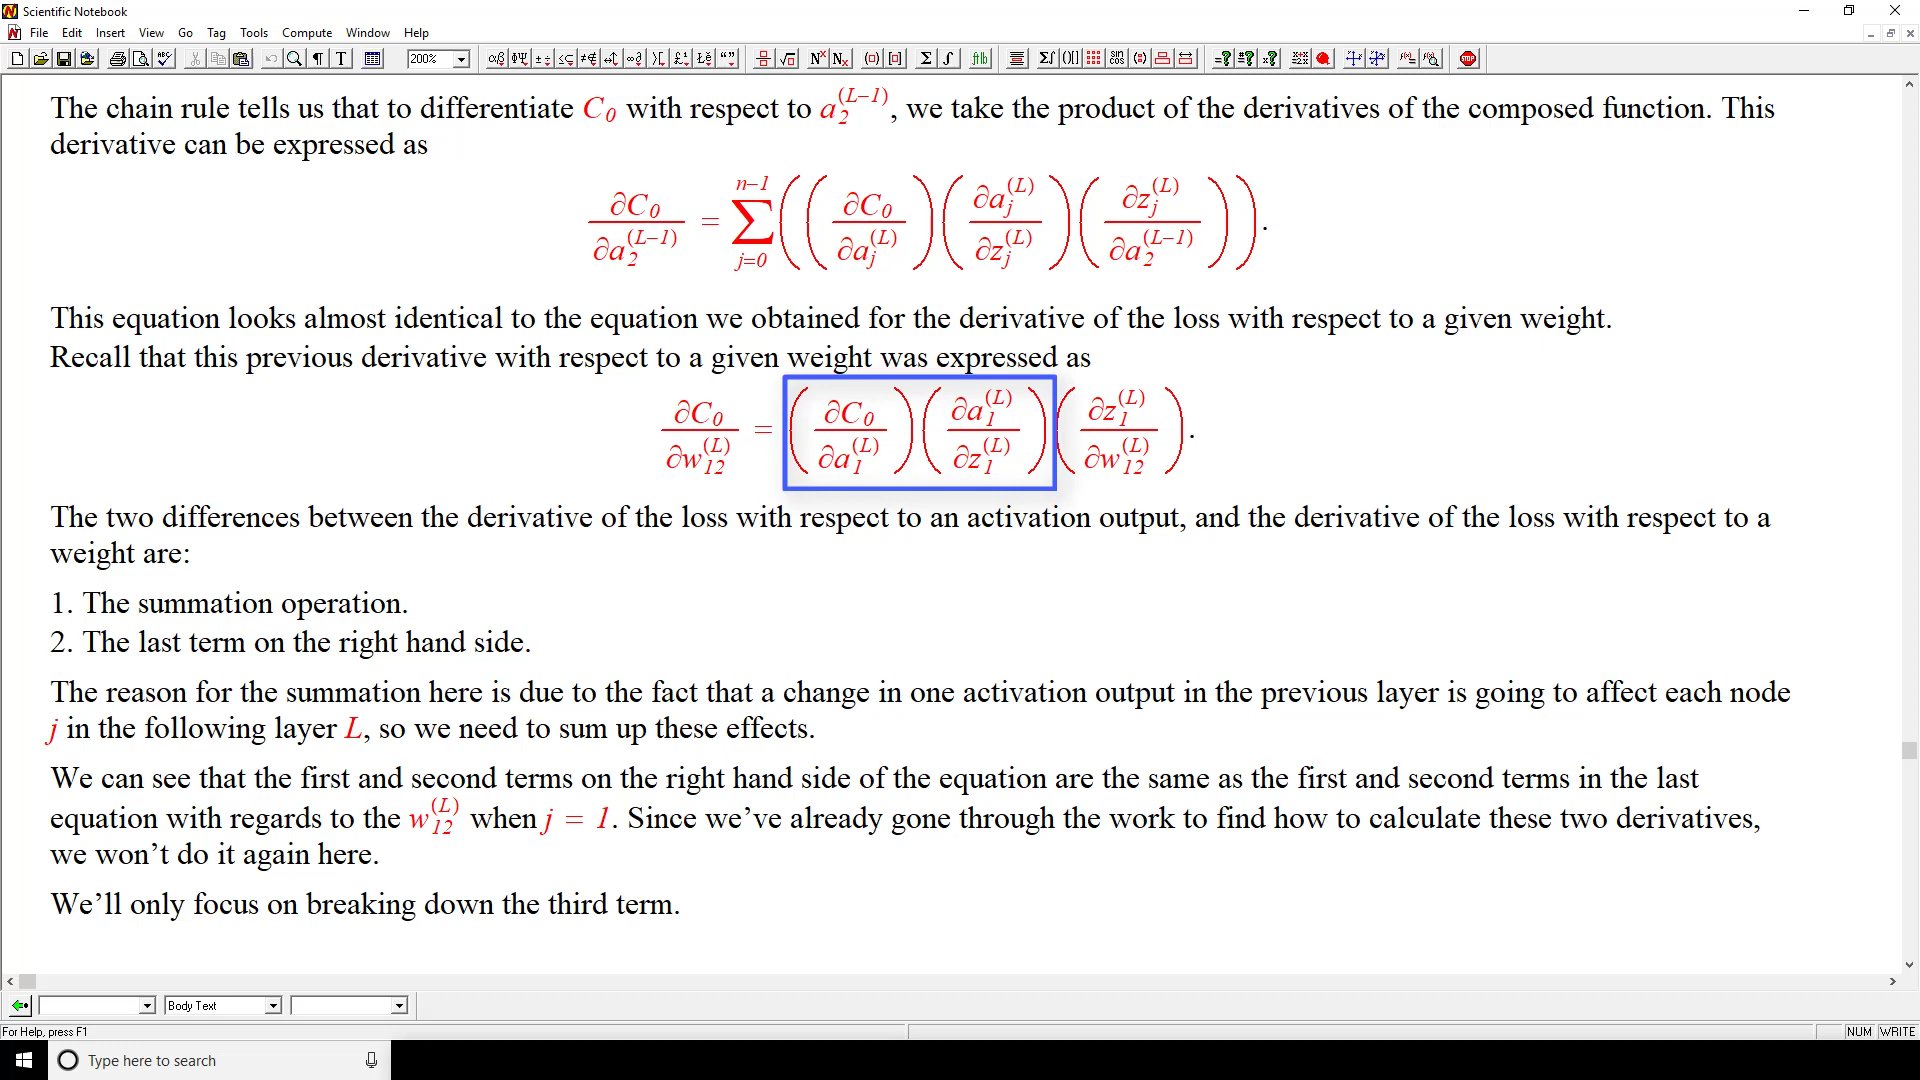 Scientific Notebook
File Edit Insert View Go Tag Tools Compute Window Help
200%
The chain rule tells us that to differentiate C₀ with respect to a₂^(L−1), we take the product of the derivatives of the composed function. This
derivative can be expressed as
∂C₀/∂a₂^(L−1) = ∑_{j=0}^{n−1} ((∂C₀/∂aⱼ^(L)) (∂aⱼ^(L)/∂zⱼ^(L)) (∂zⱼ^(L)/∂a₂^(L−1))).
This equation looks almost identical to the equation we obtained for the derivative of the loss with respect to a given weight.
Recall that this previous derivative with respect to a given weight was expressed as
∂C₀/∂w₁₂^(L) = (∂C₀/∂a₁^(L)) (∂a₁^(L)/∂z₁^(L)) (∂z₁^(L)/∂w₁₂^(L)).
The two differences between the derivative of the loss with respect to an activation output, and the derivative of the loss with respect to a
weight are:
1. The summation operation.
2. The last term on the right hand side.
The reason for the summation here is due to the fact that a change in one activation output in the previous layer is going to affect each node
j in the following layer L, so we need to sum up these effects.
We can see that the first and second terms on the right hand side of the equation are the same as the first and second terms in the last
equation with regards to the w₁₂^(L) when j = 1. Since we’ve already gone through the work to find how to calculate these two derivatives,
we won’t do it again here.
We’ll only focus on breaking down the third term.
Body Text
For Help, press F1
NUM WRITE
Type here to search